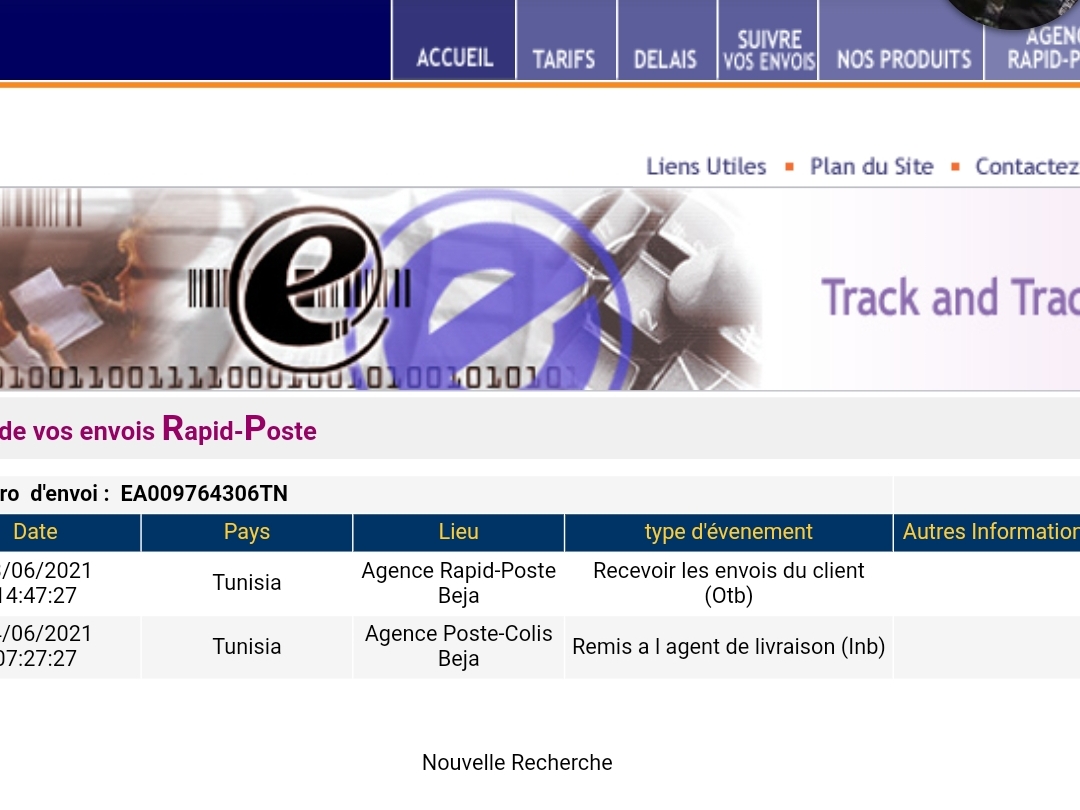 ACCUEIL
TARIFS
DELAIS
SUIVRE
VOS ENVOIS
NOS PRODUITS
AGENC
RAPID-P
Liens Utiles ▪ Plan du Site ▪ Contactez
e
Track and Trac
de vos envois Rapid-Poste
ro d'envoi : EA009764306TN
Date Pays Lieu type d'évenement Autres Information
/06/2021
14:47:27
Tunisia
Agence Rapid-Poste
Beja
Recevoir les envois du client
(Otb)
/06/2021
07:27:27
Tunisia
Agence Poste-Colis
Beja
Remis a l agent de livraison (Inb)
Nouvelle Recherche